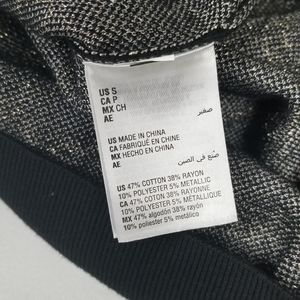 US S
CA P
MX CH
AE صغير
US MADE IN CHINA
CA FABRIQUÉ EN CHINE
MX HECHO EN CHINA
AE صنع في الصين
US 47% COTTON 38% RAYON
10% POLYESTER 5% METALLIC
CA 47% COTON 38% RAYONNE
10% POLYESTER 5% METALLIQUE
MX 47% algodón 38% rayón
10% poliéster 5% metálico